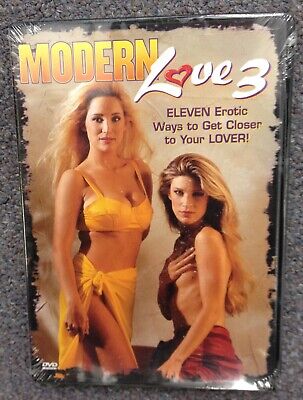 MODERN
Love 3
ELEVEN Erotic
Ways to Get Closer
to Your LOVER!
DVD